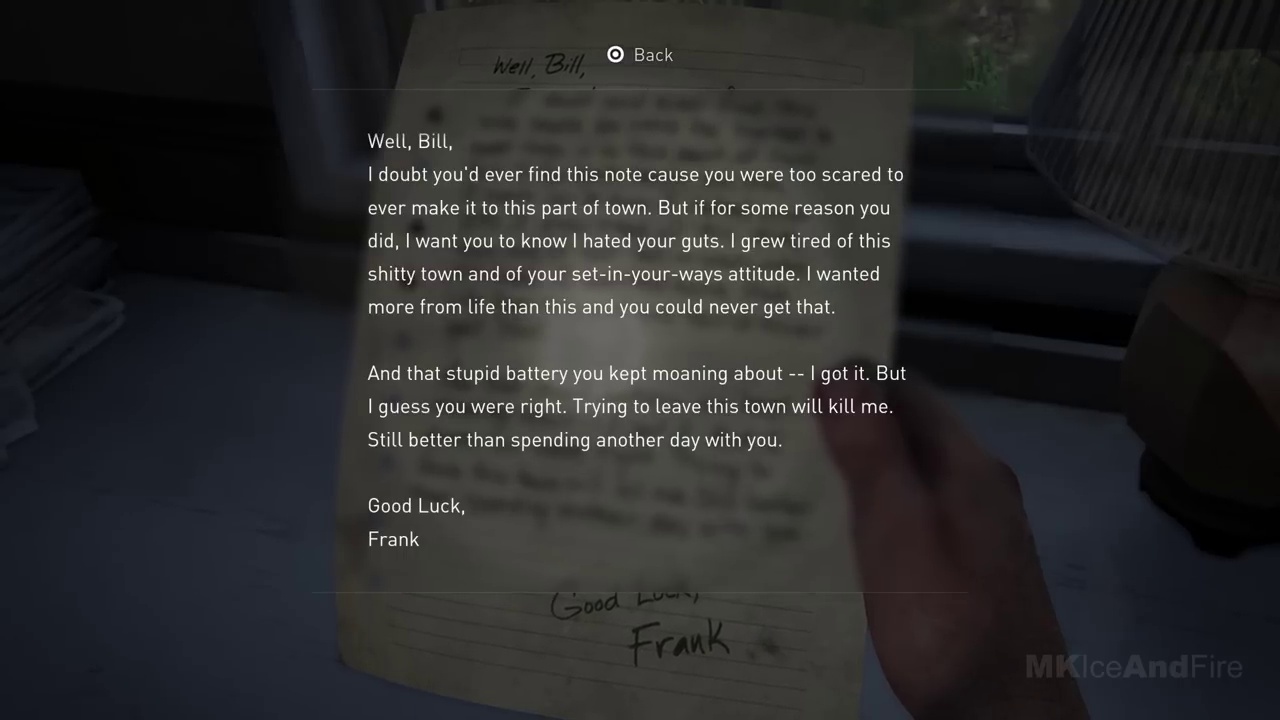 Well, Bill,
Back
Well, Bill,
I doubt you'd ever find this note cause you were too scared to
ever make it to this part of town. But if for some reason you
did, I want you to know I hated your guts. I grew tired of this
shitty town and of your set-in-your-ways attitude. I wanted
more from life than this and you could never get that.
And that stupid battery you kept moaning about -- I got it. But
I guess you were right. Trying to leave this town will kill me.
Still better than spending another day with you.
Good Luck,
Frank
Good Luck,
Frank
MKIceAndFire